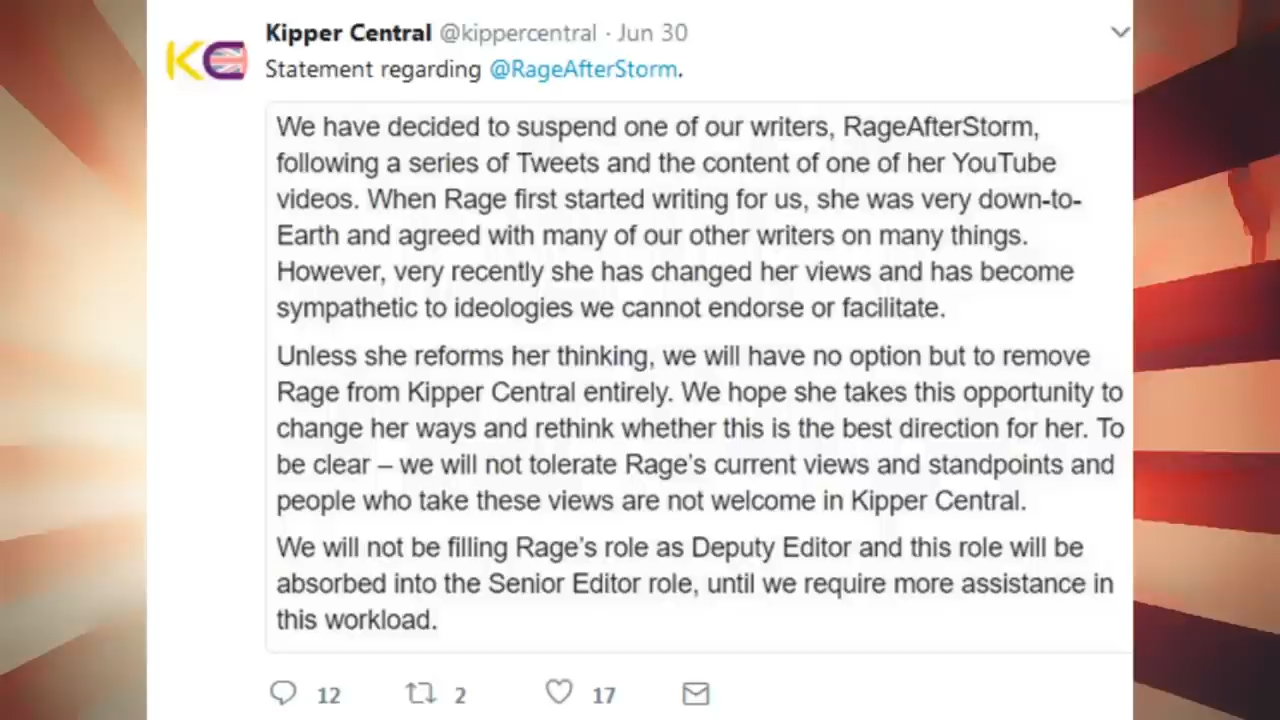 KC
Kipper Central @kippercentral · Jun 30
Statement regarding @RageAfterStorm.
We have decided to suspend one of our writers, RageAfterStorm,
following a series of Tweets and the content of one of her YouTube
videos. When Rage first started writing for us, she was very down-to-
Earth and agreed with many of our other writers on many things.
However, very recently she has changed her views and has become
sympathetic to ideologies we cannot endorse or facilitate.
Unless she reforms her thinking, we will have no option but to remove
Rage from Kipper Central entirely. We hope she takes this opportunity to
change her ways and rethink whether this is the best direction for her. To
be clear – we will not tolerate Rage's current views and standpoints and
people who take these views are not welcome in Kipper Central.
We will not be filling Rage's role as Deputy Editor and this role will be
absorbed into the Senior Editor role, until we require more assistance in
this workload.
12 2 17